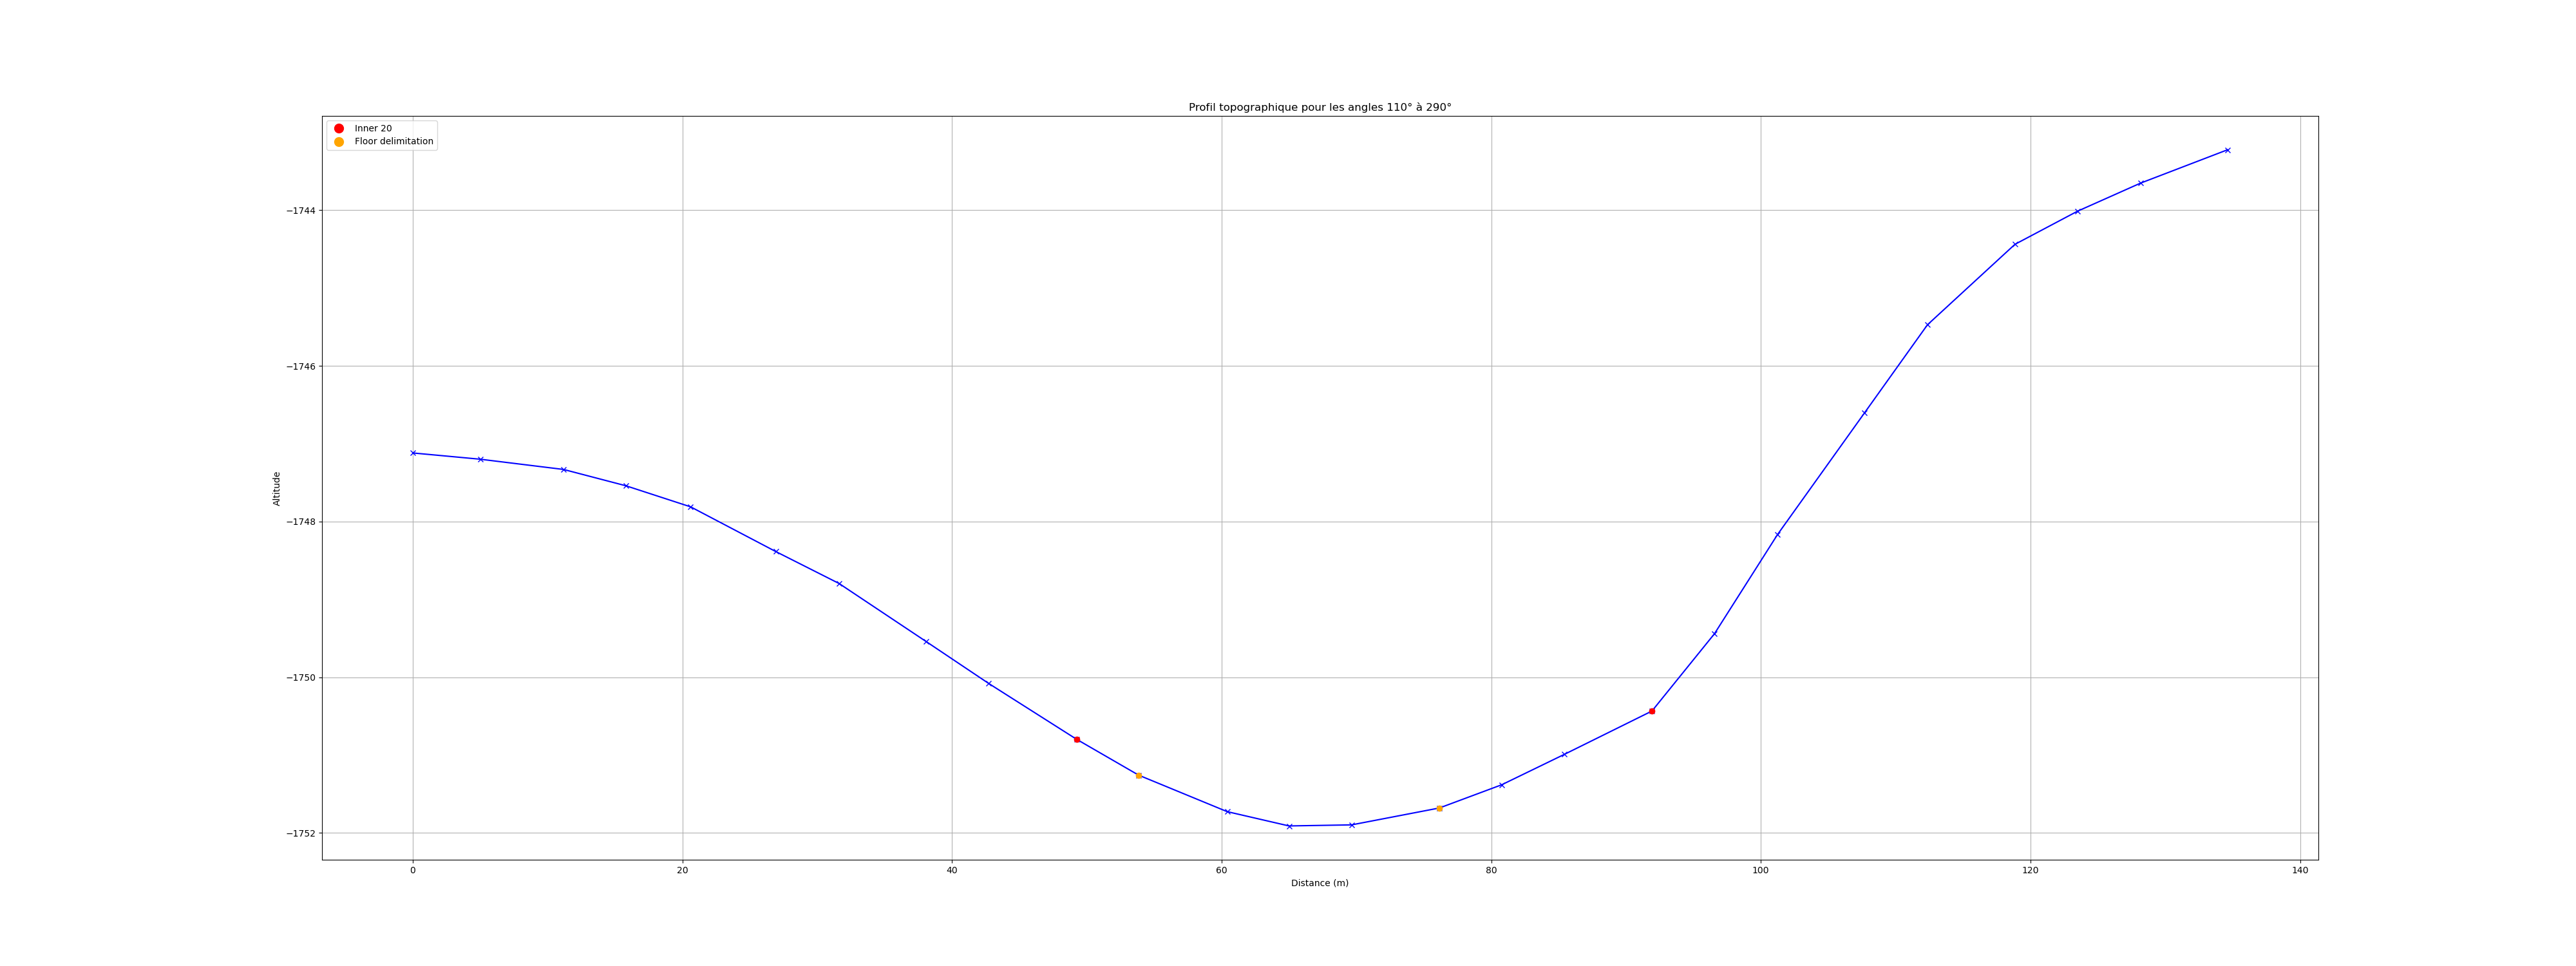 Profil topographique pour les angles 110° à 290°
Inner 20
Floor delimitation
Altitude
−1744
−1746
−1748
−1750
−1752
0 20 40 60 80 100 120 140
Distance (m)